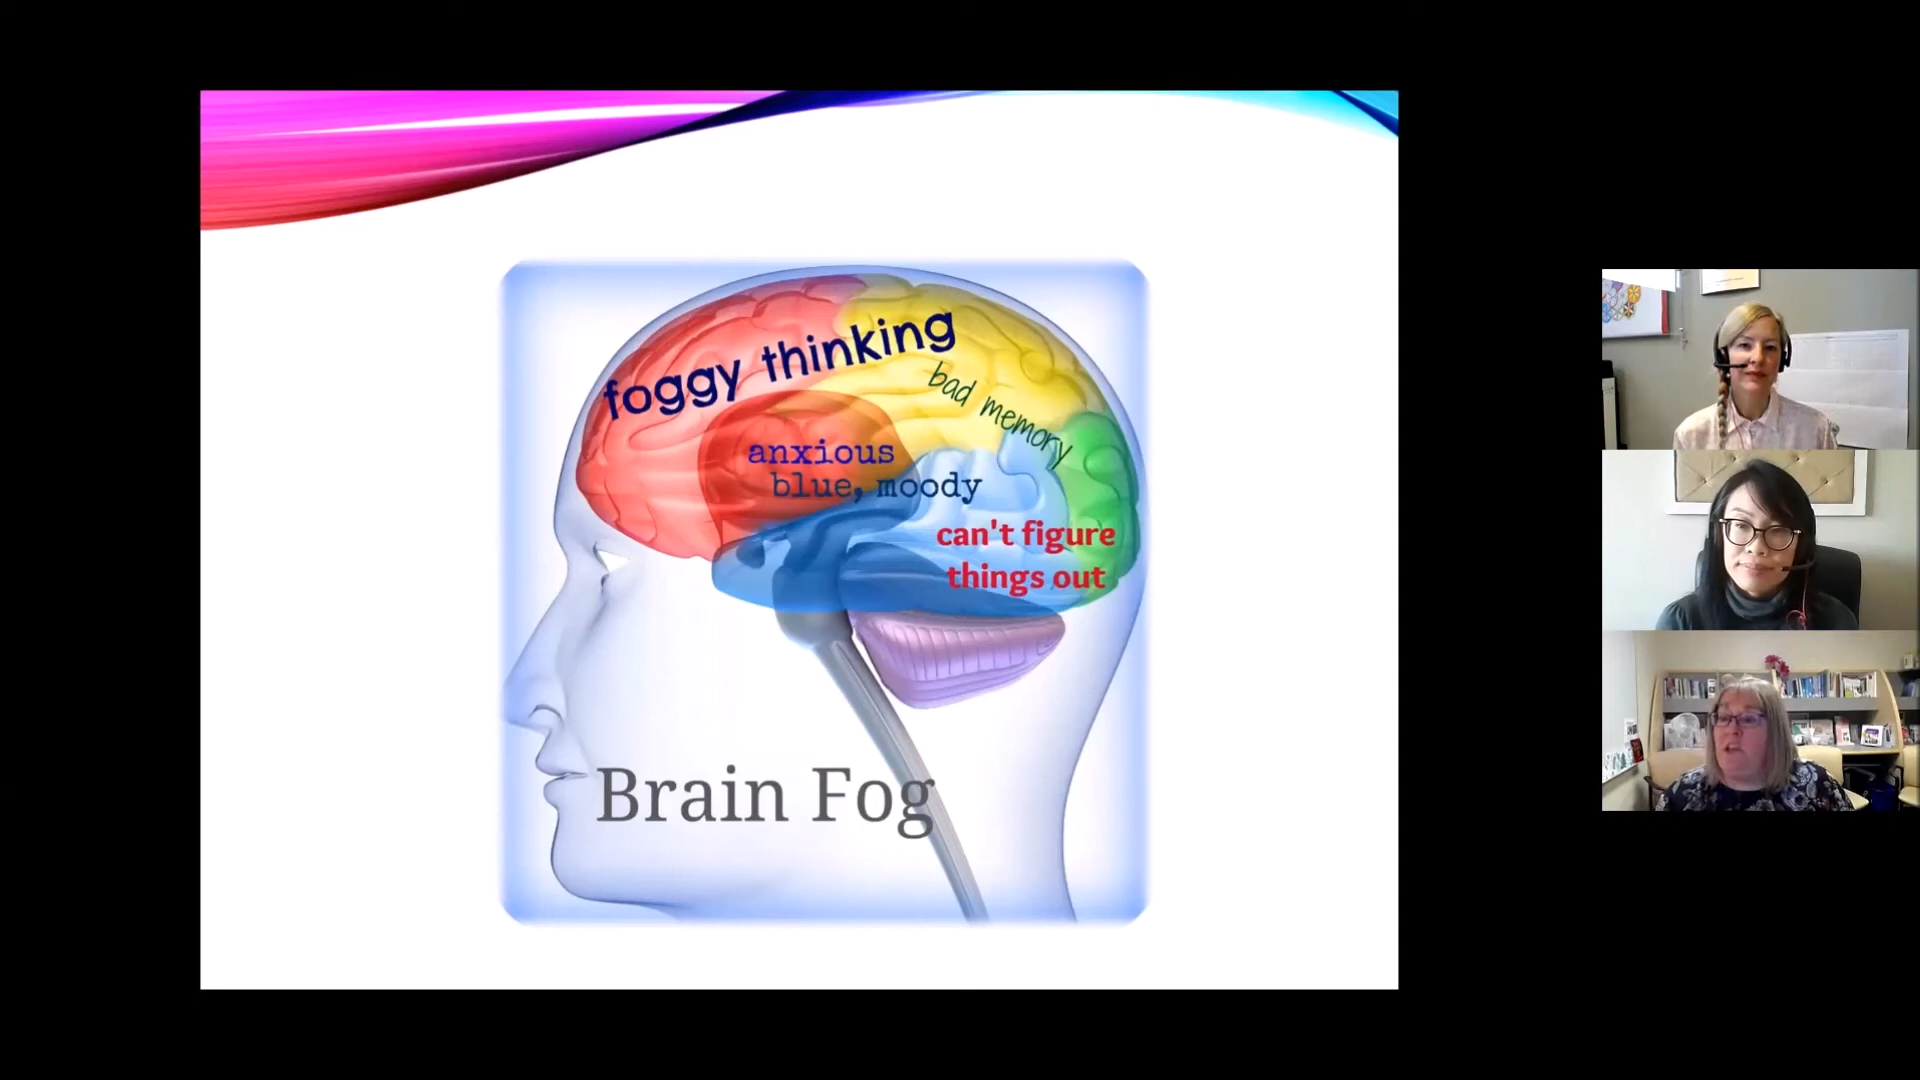 foggy thinking
bad memory
anxious
blue, moody
can't figure
things out
Brain Fog